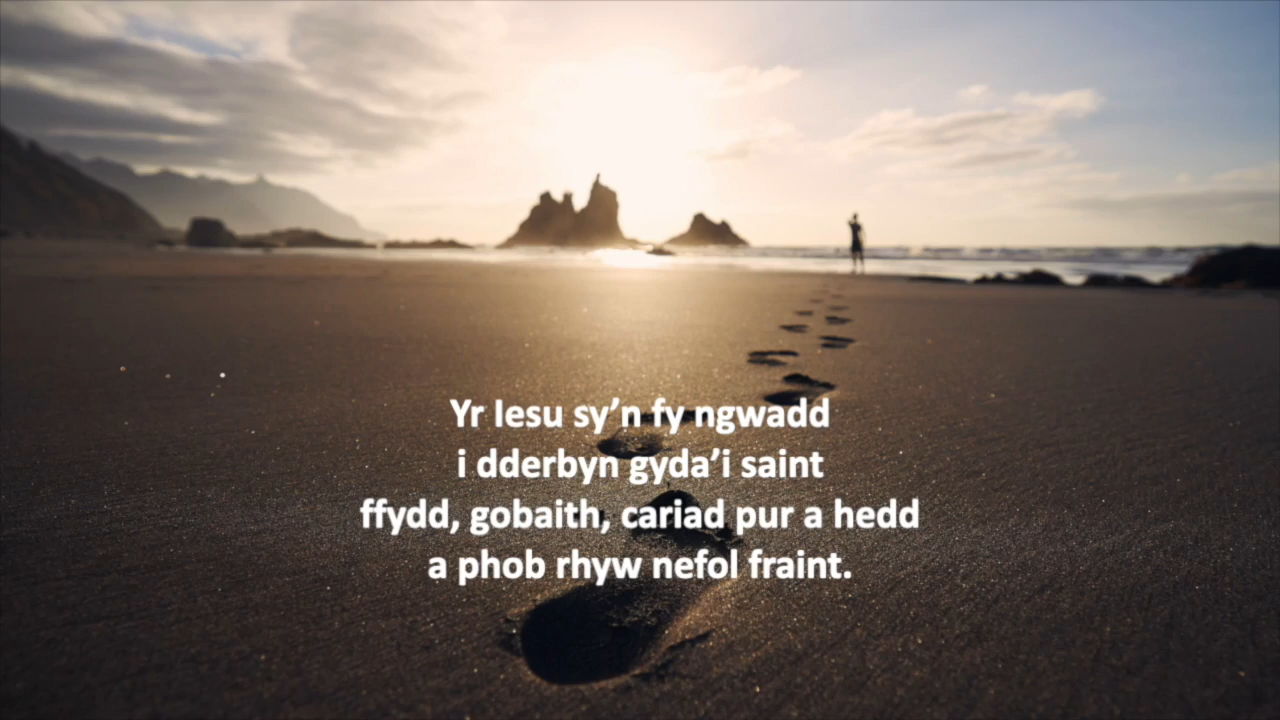 Yr Iesu sy’n fy ngwadd
i dderbyn gyda’i saint
ffydd, gobaith, cariad pur a hedd
a phob rhyw nefol fraint.